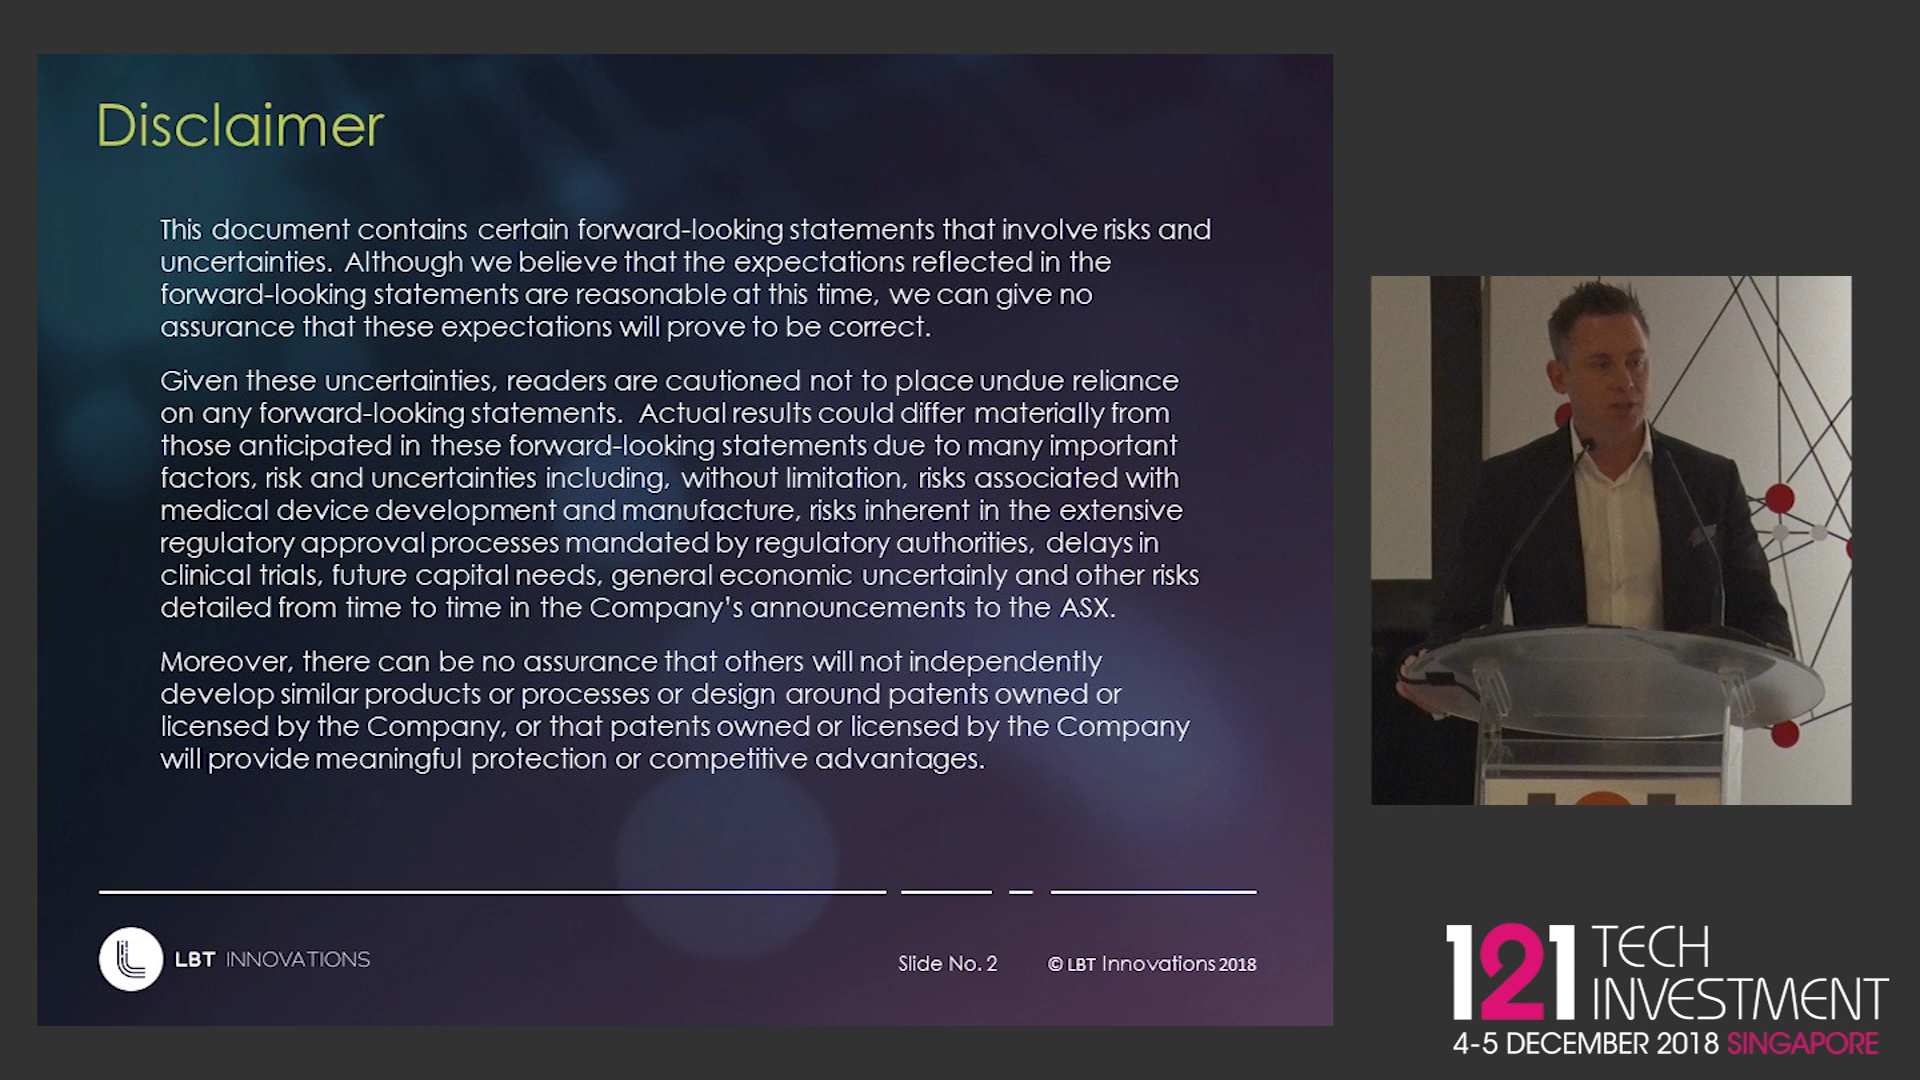 Disclaimer
This document contains certain forward-looking statements that involve risks and
uncertainties. Although we believe that the expectations reflected in the
forward-looking statements are reasonable at this time, we can give no
assurance that these expectations will prove to be correct.
Given these uncertainties, readers are cautioned not to place undue reliance
on any forward-looking statements. Actual results could differ materially from
those anticipated in these forward-looking statements due to many important
factors, risk and uncertainties including, without limitation, risks associated with
medical device development and manufacture, risks inherent in the extensive
regulatory approval processes mandated by regulatory authorities, delays in
clinical trials, future capital needs, general economic uncertainly and other risks
detailed from time to time in the Company's announcements to the ASX.
Moreover, there can be no assurance that others will not independently
develop similar products or processes or design around patents owned or
licensed by the Company, or that patents owned or licensed by the Company
will provide meaningful protection or competitive advantages.
LBT INNOVATIONS
Slide No. 2
© LBT Innovations 2018
121 TECH
INVESTMENT
4-5 DECEMBER 2018 SINGAPORE